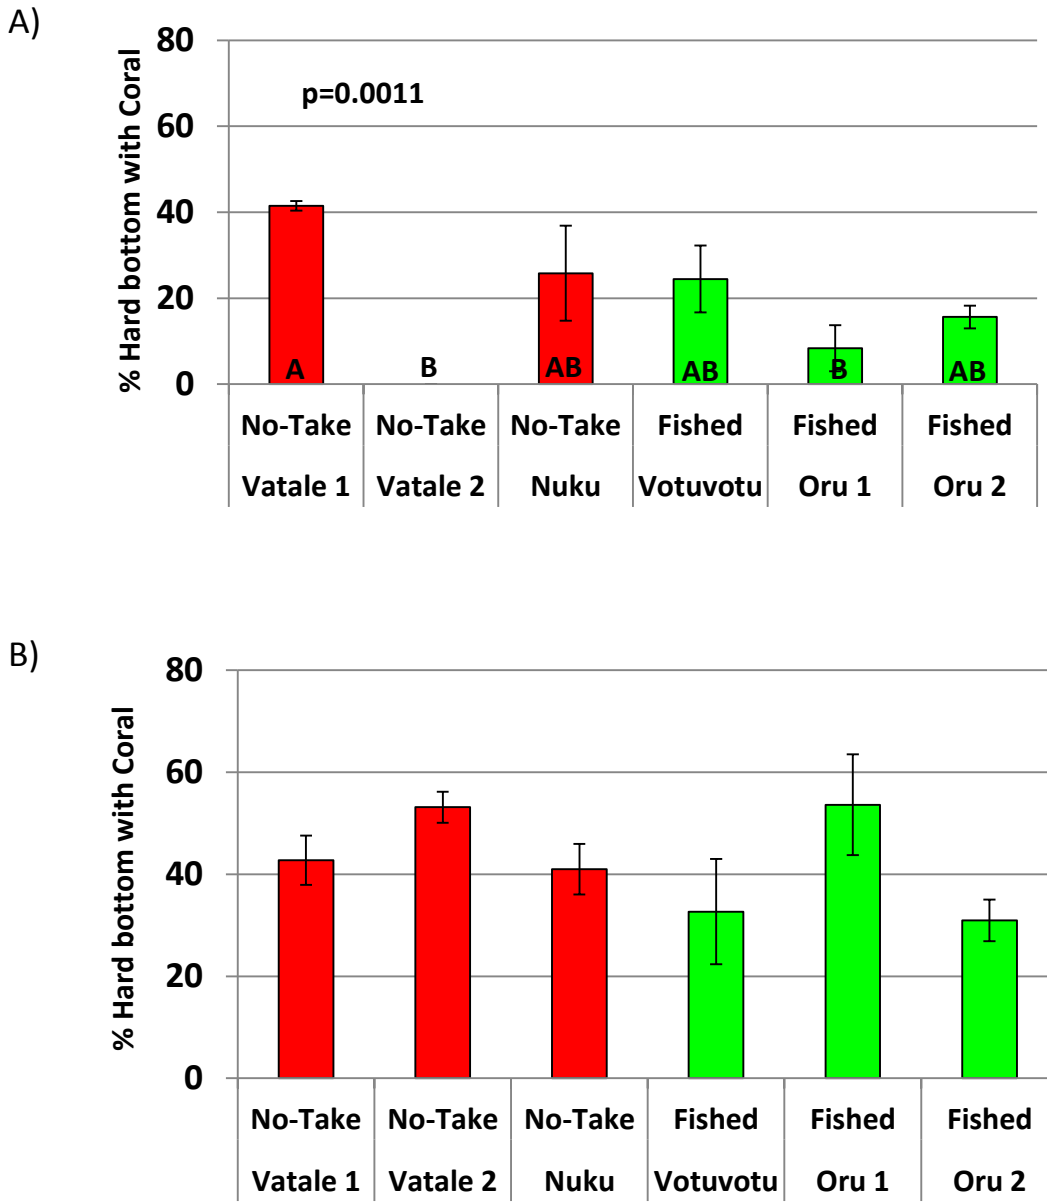 A)
% Hard bottom with Coral
80
60
40
20
0
p=0.0011
A B AB AB B AB
No-Take No-Take No-Take Fished Fished Fished
Vatale 1 Vatale 2 Nuku Votuvotu Oru 1 Oru 2
B)
% Hard bottom with Coral
80
60
40
20
0
No-Take No-Take No-Take Fished Fished Fished
Vatale 1 Vatale 2 Nuku Votuvotu Oru 1 Oru 2